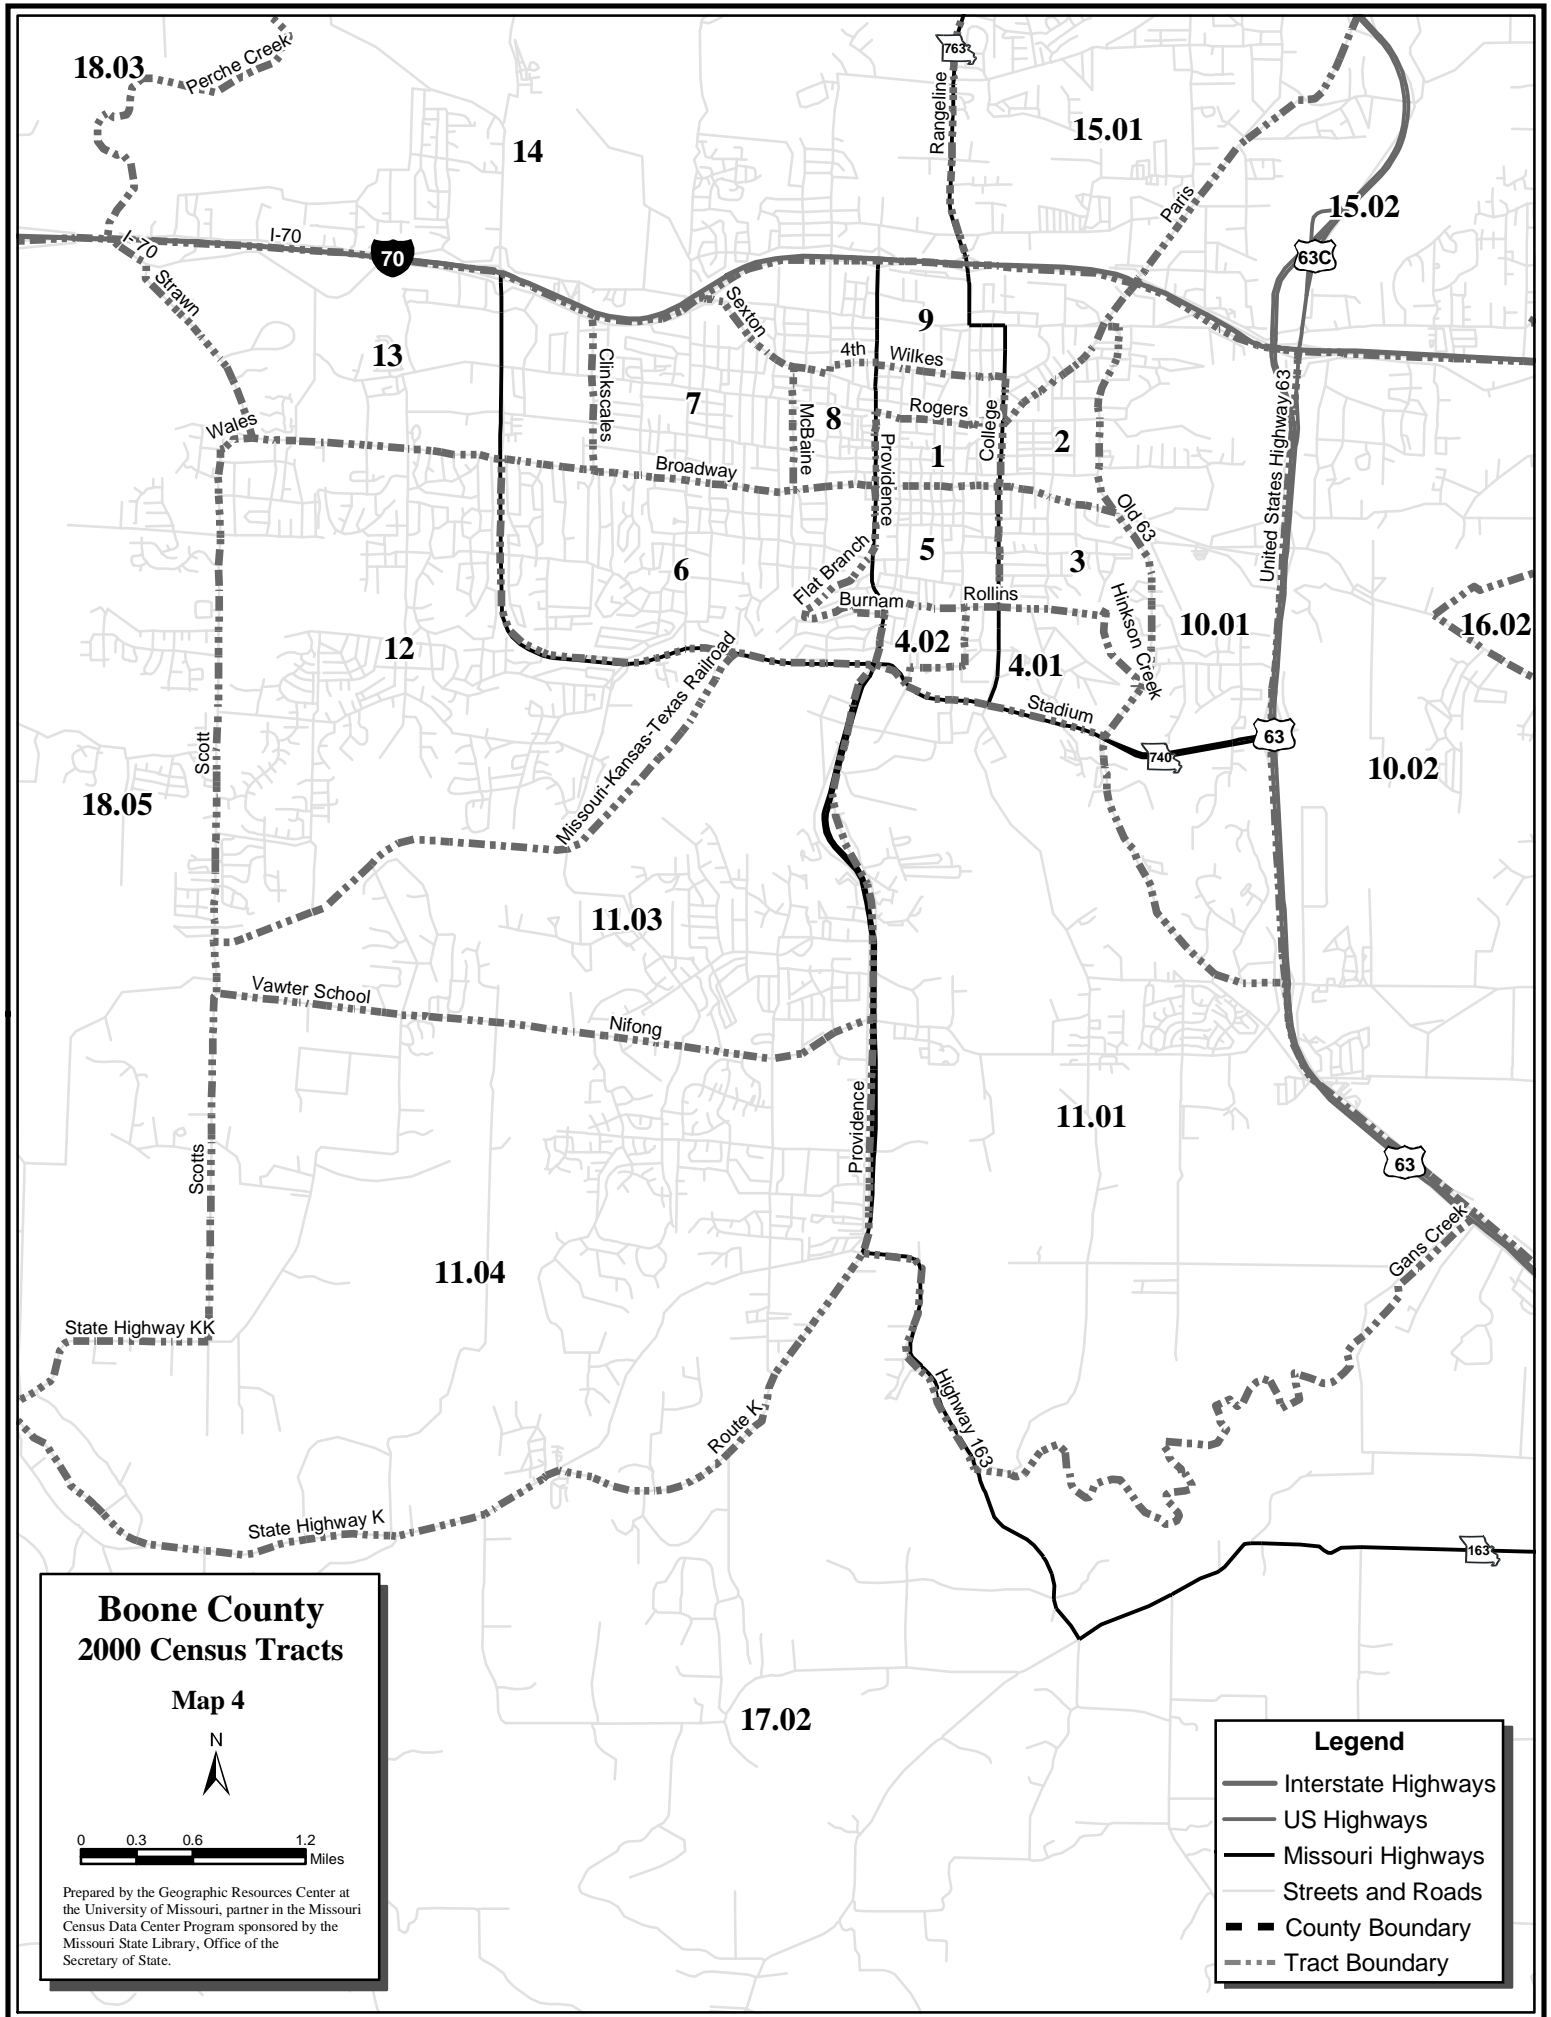 763
18.03
Perche Creek
Rangeline
15.01
14
Paris
15.02
I-70
I-70
70
63C
Strawn
Sexton
9
13
4th
Wilkes
Clinkscales
7
8
McBaine
Rogers
College
United States Highway 63
Wales
Providence
1
2
Broadway
Old 63
Flat Branch
5
3
6
Burnam
Rollins
Hinkson Creek
10.01
16.02
12
4.02
4.01
Missouri-Kansas-Texas Railroad
Stadium
Scott
740
63
10.02
18.05
11.03
Vawter School
Nifong
Providence
11.01
Scotts
63
Gans Creek
11.04
State Highway KK
Highway 163
Route K
State Highway K
163
17.02
Boone County
2000 Census Tracts
Map 4
N
0 0.3 0.6 1.2
Miles
Prepared by the Geographic Resources Center at
the University of Missouri, partner in the Missouri
Census Data Center Program sponsored by the
Missouri State Library, Office of the
Secretary of State.
Legend
Interstate Highways
US Highways
Missouri Highways
Streets and Roads
County Boundary
Tract Boundary